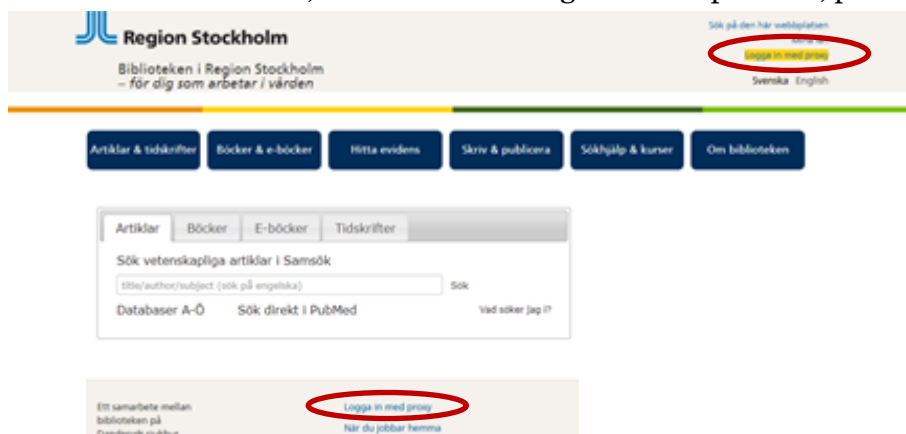 Region Stockholm
Biblioteken i Region Stockholm
– för dig som arbetar i vården
Sök på den här webbplatsen
Mina lån
Logga in med proxy
Svenska English
Artiklar & tidskrifter Böcker & e-böcker Hitta evidens Skriv & publicera Sökhjälp & kurser Om biblioteken
Artiklar Böcker E-böcker Tidskrifter
Sök vetenskapliga artiklar i Samsök
title/author/subject (sök på engelska) Sök
Databaser A-Ö Sök direkt i PubMed Vad söker jag i?
Ett samarbete mellan
biblioteken på
Logga in med proxy
När du jobbar hemma